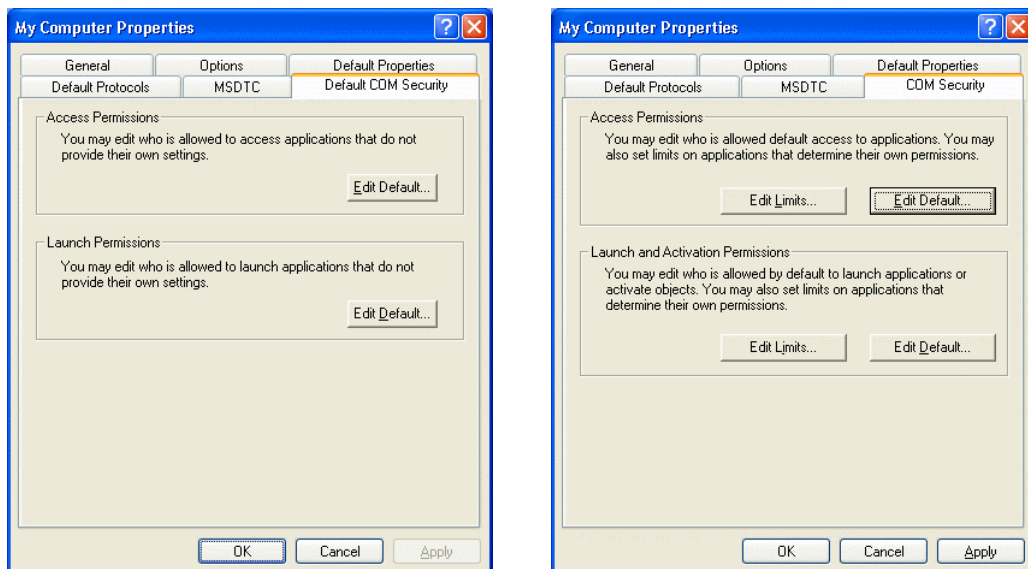 My Computer Properties
?
X
General
Options
Default Properties
Default Protocols
MSDTC
Default COM Security
Access Permissions
You may edit who is allowed to access applications that do not
provide their own settings.
Edit Default...
Launch Permissions
You may edit who is allowed to launch applications that do not
provide their own settings.
Edit Default...
OK
Cancel
Apply
My Computer Properties
?
X
General
Options
Default Properties
Default Protocols
MSDTC
COM Security
Access Permissions
You may edit who is allowed default access to applications. You may
also set limits on applications that determine their own permissions.
Edit Limits...
Edit Default...
Launch and Activation Permissions
You may edit who is allowed by default to launch applications or
activate objects. You may also set limits on applications that
determine their own permissions.
Edit Limits...
Edit Default...
OK
Cancel
Apply